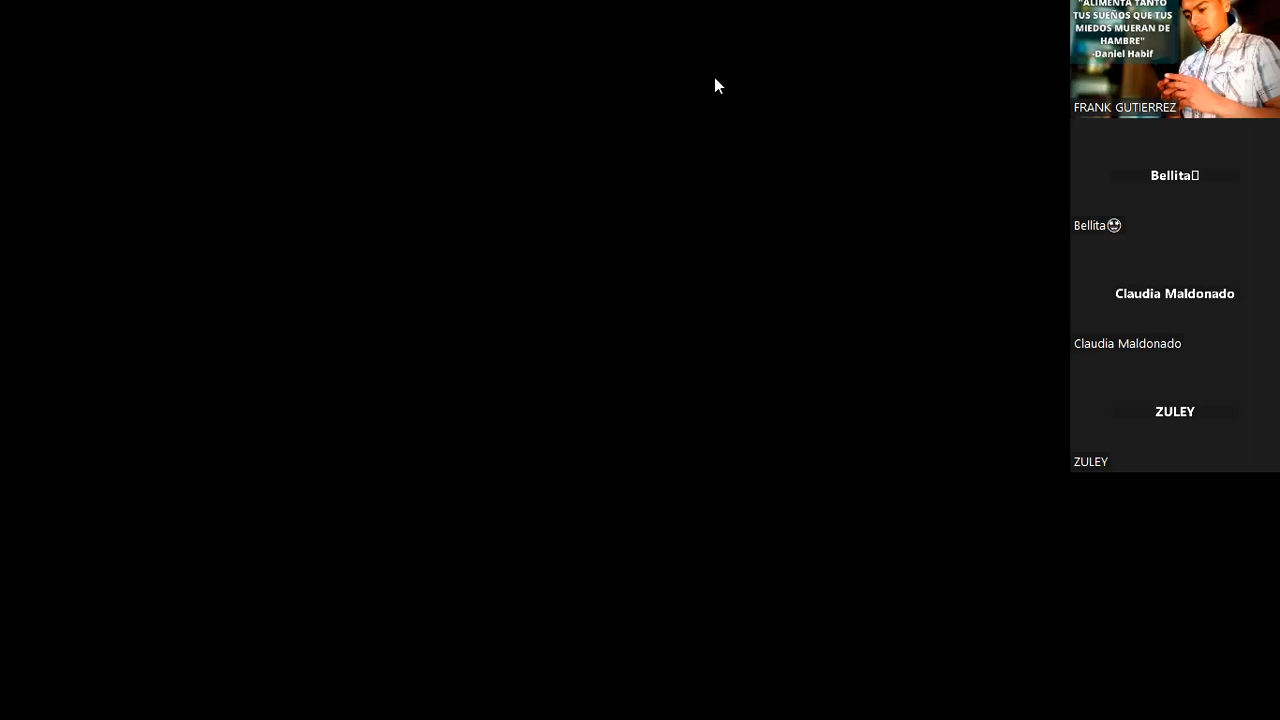 "ALIMENTA TANTO
TUS SUEÑOS QUE TUS
MIEDOS MUERAN DE
HAMBRE"
-Daniel Habif
FRANK GUTIERREZ
Bellita
Bellita
Claudia Maldonado
Claudia Maldonado
ZULEY
ZULEY